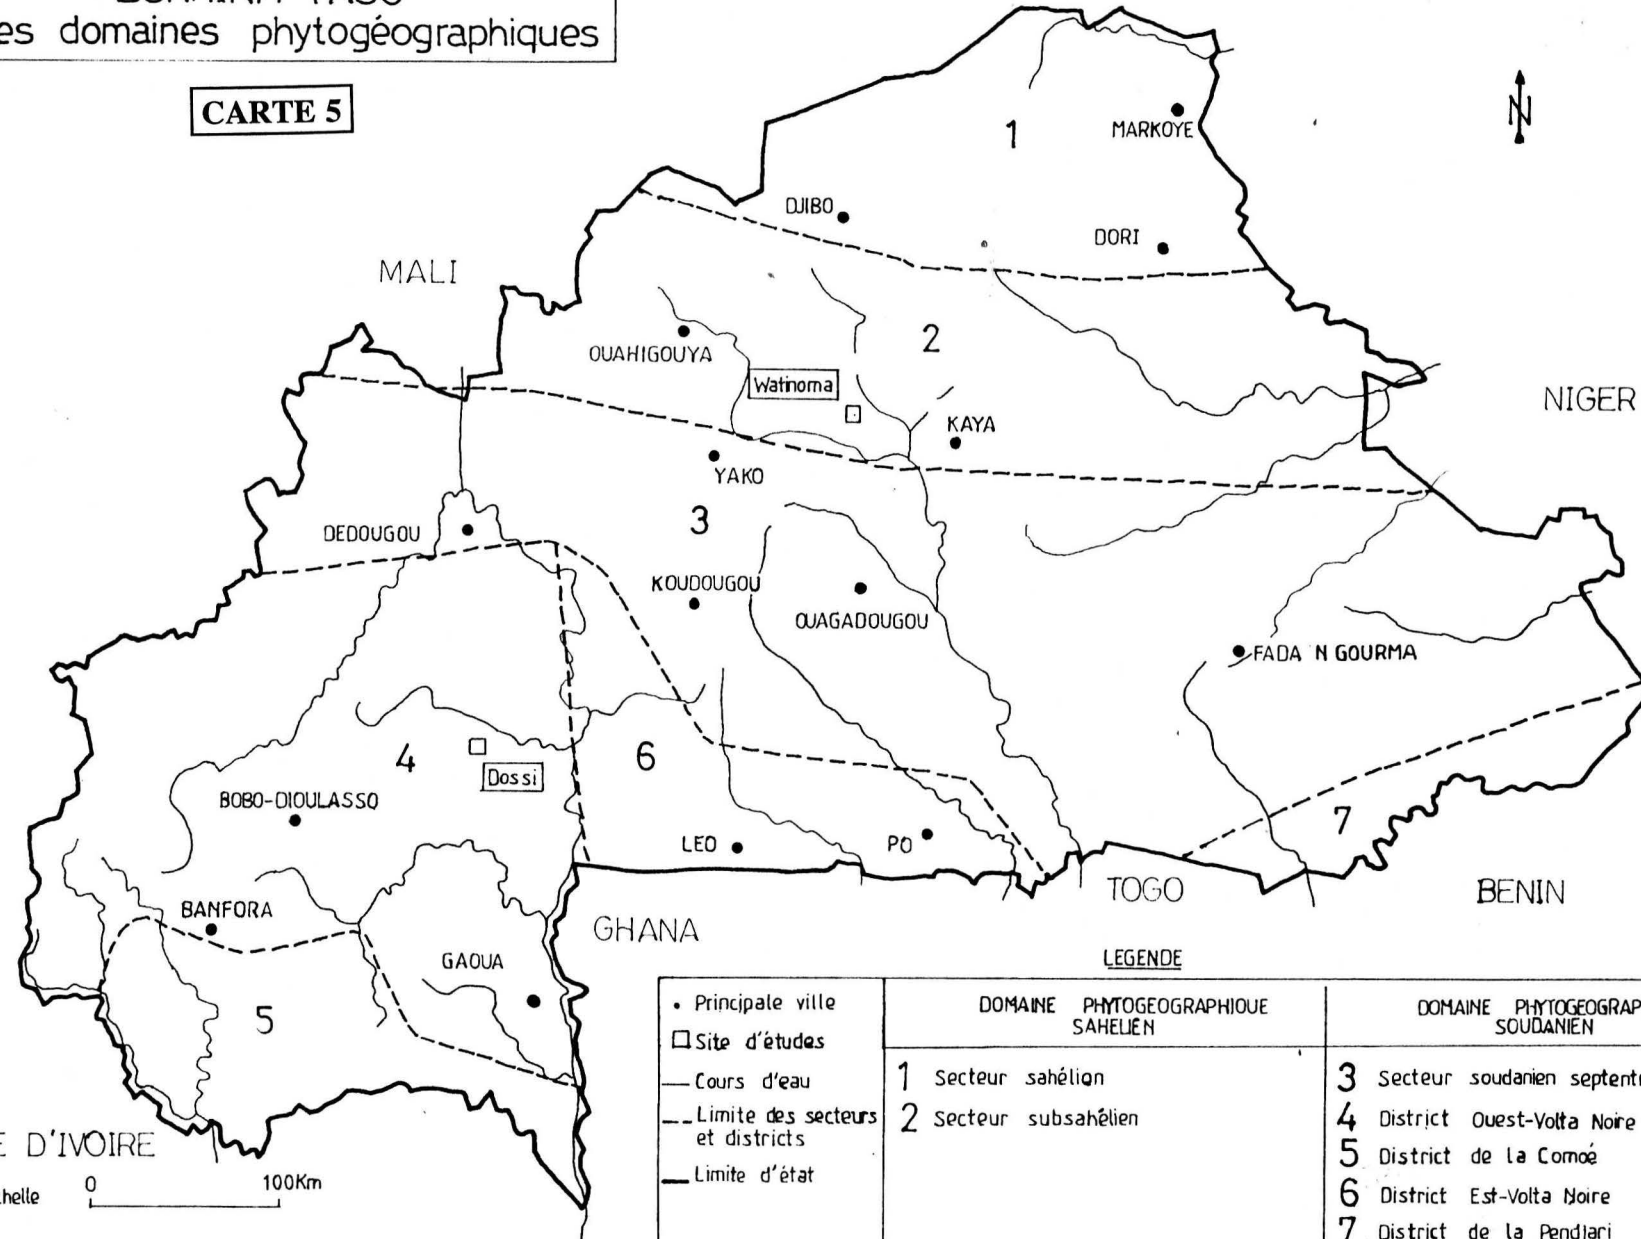 es domaines phytogéographiques
CARTE 5
N
1
MARKOYE
DJIBO
DORI
MALI
2
OUAHIGOUYA
Watinoma
NIGER
KAYA
YAKO
3
DEDOUGOU
KOUDOUGOU
OUAGADOUGOU
FADA N GOURMA
4
6
Dossi
BOBO-DIOULASSO
7
LEO
PO
TOGO
BENIN
BANFORA
GHANA
GAOUA
5
LEGENDE
Principale ville
Site d'études
Cours d'eau
Limite des secteurs
et districts
Limite d'état
DOMAINE PHYTOGEOGRAPHIQUE
SAHELIEN
1 Secteur sahélien
2 Secteur subsahélien
DOMAINE PHYTOGEOGRAP
SOUDANIEN
3 Secteur soudanien septent
4 District Ouest-Volta Noire
5 District de la Comoé
6 District Est-Volta Noire
7 District de la Pendjari
E D'IVOIRE
helle
0 100Km